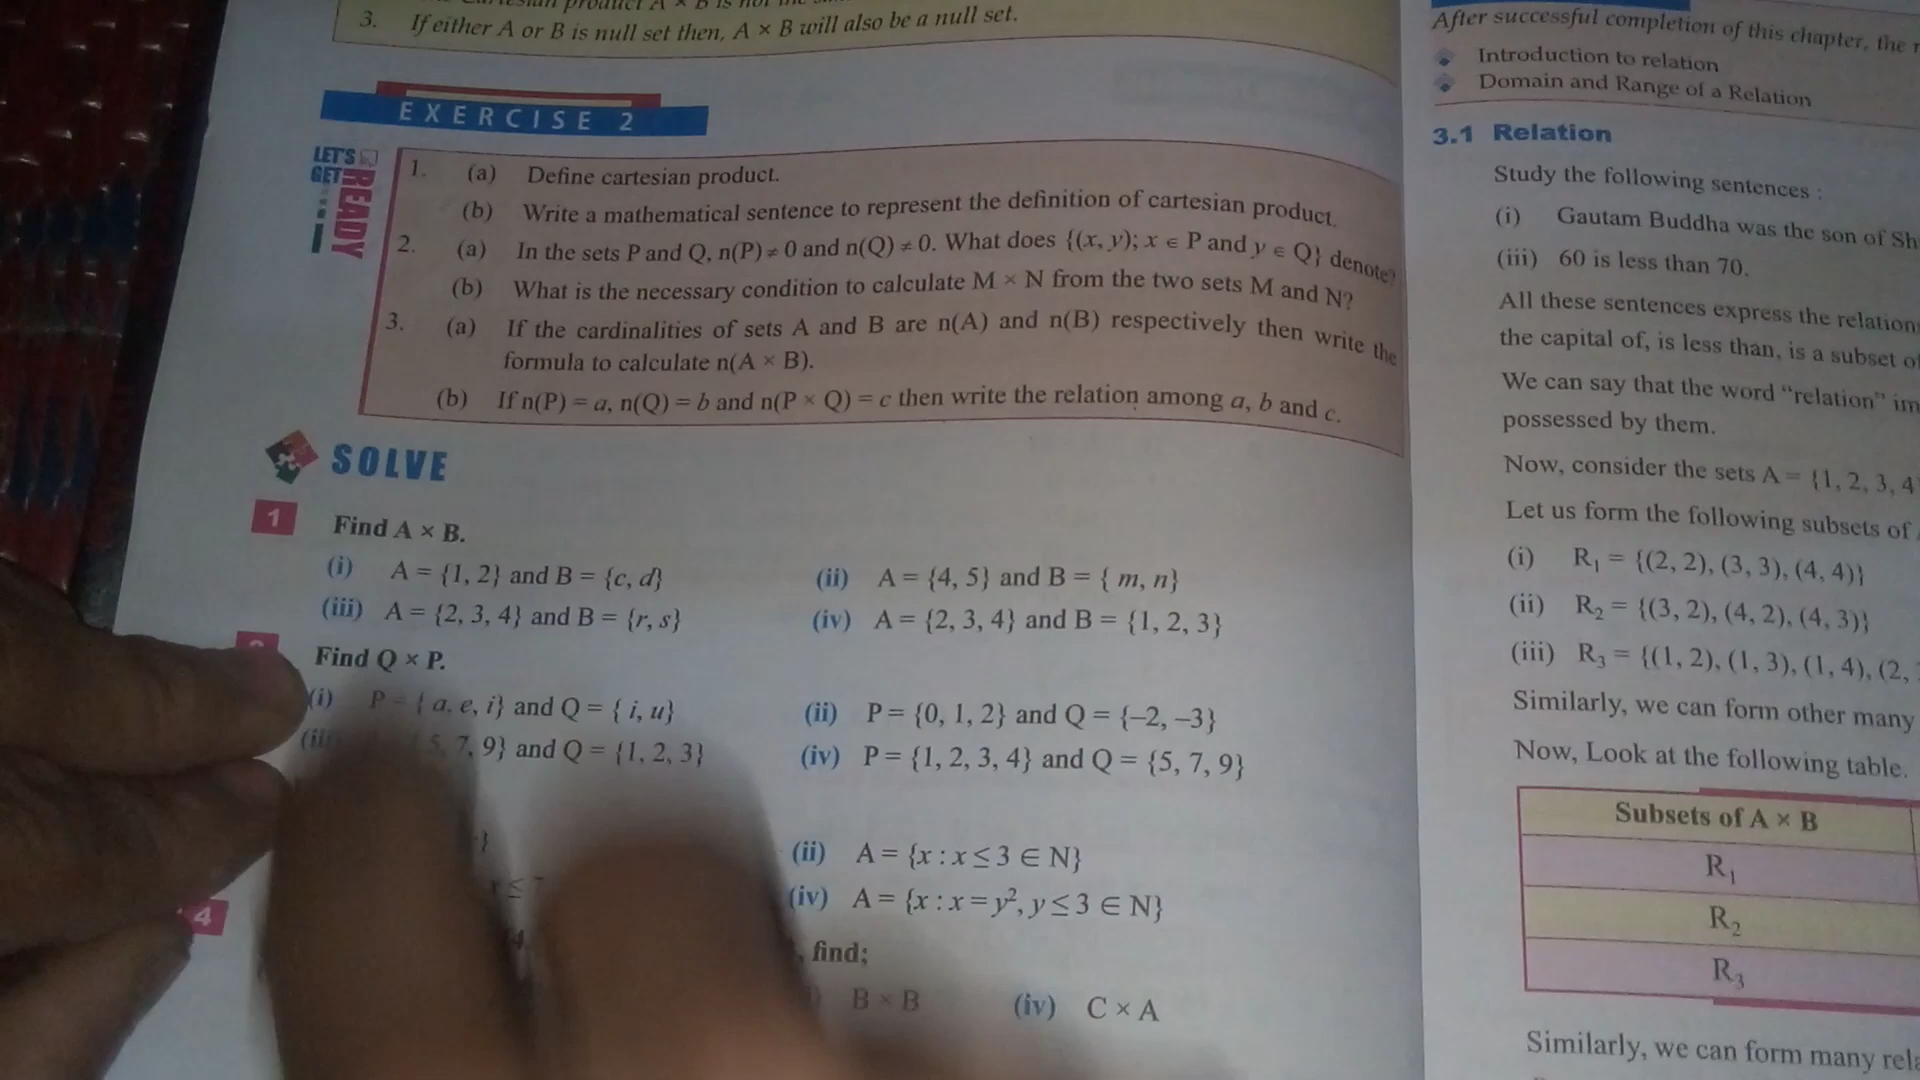 3. If either A or B is null set then, A × B will also be a null set.
EXERCISE 2
LET'S
GET
READY
1. (a) Define cartesian product.
(b) Write a mathematical sentence to represent the definition of cartesian product.
2. (a) In the sets P and Q, n(P) ≠ 0 and n(Q) ≠ 0. What does {(x, y); x ∈ P and y ∈ Q} denote?
(b) What is the necessary condition to calculate M × N from the two sets M and N?
3. (a) If the cardinalities of sets A and B are n(A) and n(B) respectively then write the
formula to calculate n(A × B).
(b) If n(P) = a, n(Q) = b and n(P × Q) = c then write the relation among a, b and c.
SOLVE
1 Find A × B.
(i) A = {1, 2} and B = {c, d} (ii) A = {4, 5} and B = { m, n}
(iii) A = {2, 3, 4} and B = {r, s} (iv) A = {2, 3, 4} and B = {1, 2, 3}
Find Q × P.
(i) P = { a, e, i} and Q = { i, u} (ii) P = {0, 1, 2} and Q = {–2, –3}
5, 7, 9} and Q = {1, 2, 3} (iv) P = {1, 2, 3, 4} and Q = {5, 7, 9}
(ii) A = {x : x ≤ 3 ∈ N}
(iv) A = {x : x = y², y ≤ 3 ∈ N}
4 find;
B × B (iv) C × A
After successful completion of this chapter, the
Introduction to relation
Domain and Range of a Relation
3.1 Relation
Study the following sentences :
(i) Gautam Buddha was the son of Sh
(iii) 60 is less than 70.
All these sentences express the relation
the capital of, is less than, is a subset of
We can say that the word "relation" im
possessed by them.
Now, consider the sets A = {1, 2, 3, 4
Let us form the following subsets of
(i) R₁ = {(2, 2), (3, 3), (4, 4)}
(ii) R₂ = {(3, 2), (4, 2), (4, 3)}
(iii) R₃ = {(1, 2), (1, 3), (1, 4), (2,
Similarly, we can form other many
Now, Look at the following table.
Subsets of A × B
R₁
R₂
R₃
Similarly, we can form many rela